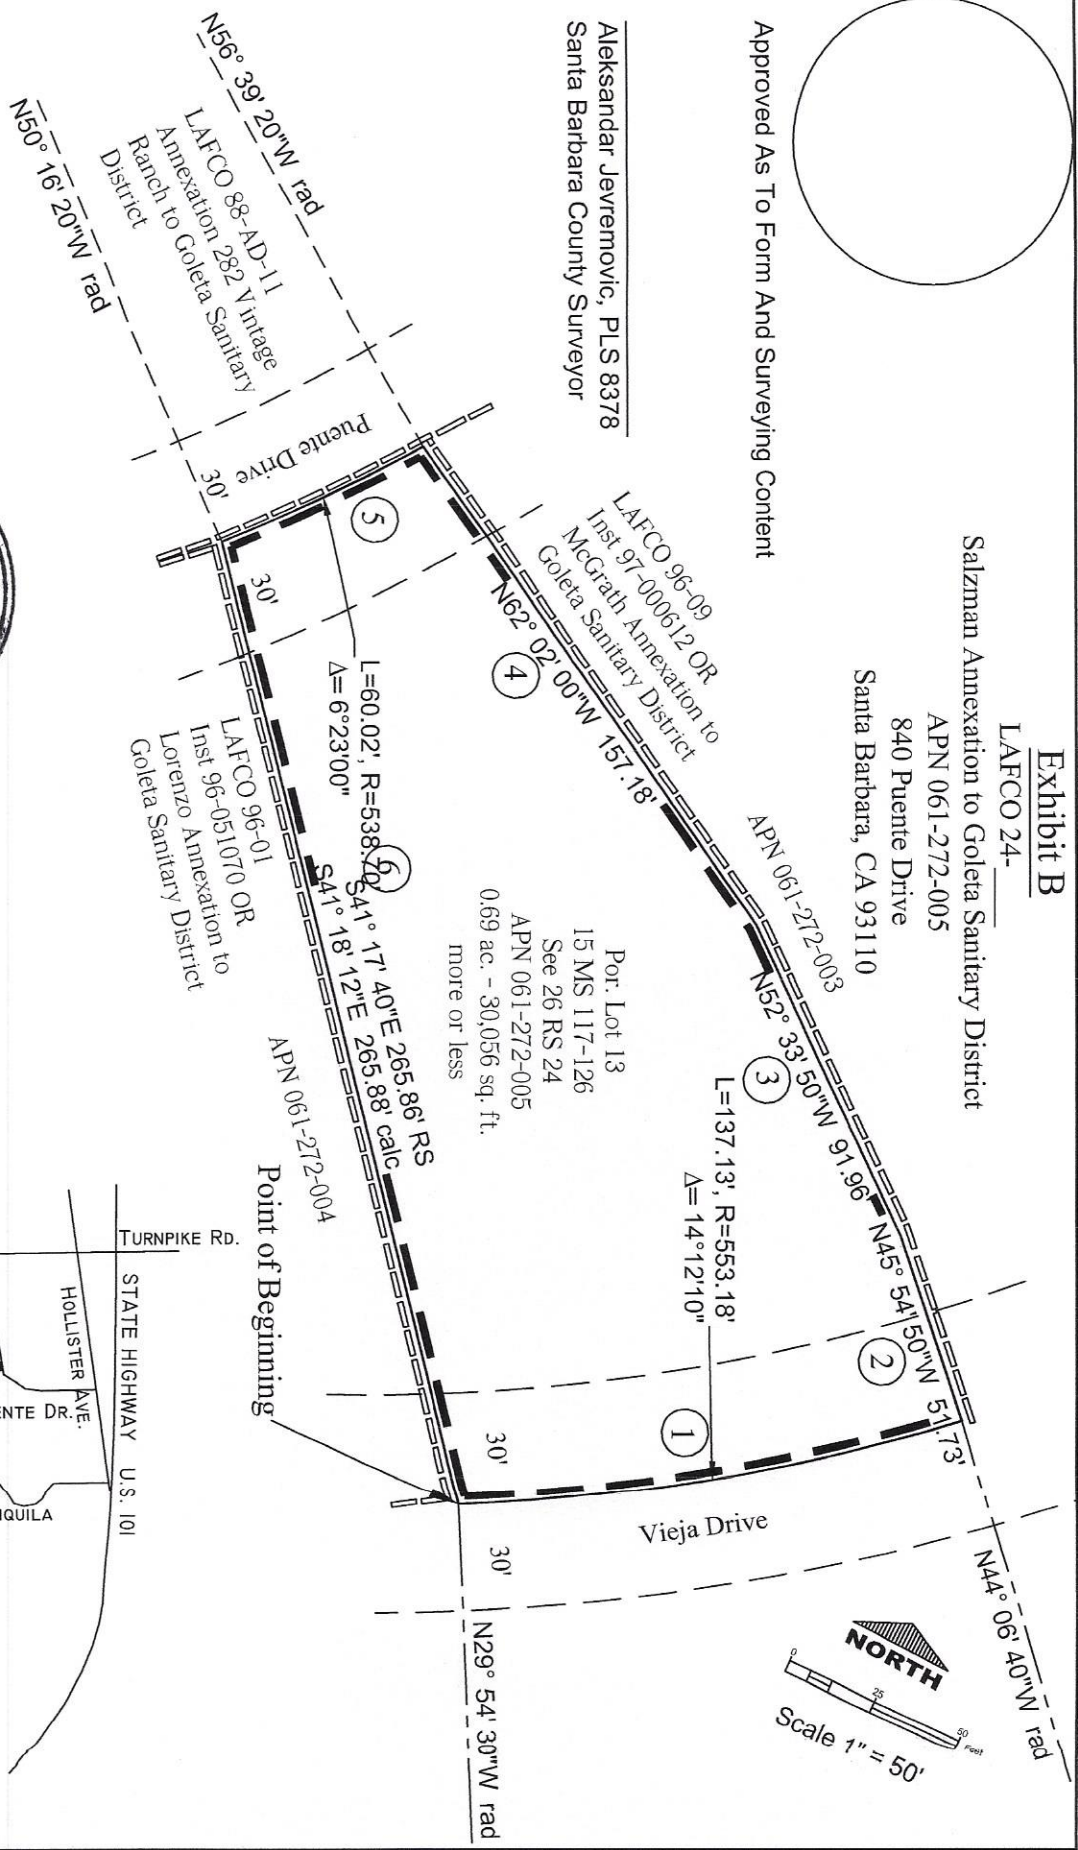 Exhibit B
LAFCO 24-
Salzman Annexation to Goleta Sanitary District
APN 061-272-005
840 Puente Drive
Santa Barbara, CA 93110
Approved As To Form And Surveying Content
Aleksandar Jevremovic, PLS 8378
Santa Barbara County Surveyor
N56° 39' 20"W rad
N50° 16' 20"W rad
LAFCO 88-AD-11
Annexation 282 Vintage
Ranch to Goleta Sanitary
District
Puente Drive
30'
30'
5
LAFCO 96-09
Inst 97-000612 OR
McGrath Annexation to
Goleta Sanitary District
N62° 02' 00"W 157.18'
4
APN 061-272-003
N52° 33' 50"W 91.96'
3
N45° 54' 50"W 51.73'
2
L=137.13', R=553.18'
Δ= 14°12'10"
1
L=60.02', R=538.70'
Δ= 6°23'00"
6
S41° 17' 40"E 265.86' RS
S41° 18' 12"E 265.88' calc
Por. Lot 13
15 MS 117-126
See 26 RS 24
APN 061-272-005
0.69 ac. - 30,056 sq. ft.
more or less
LAFCO 96-01
Inst 96-051070 OR
Lorenzo Annexation to
Goleta Sanitary District
APN 061-272-004
Point of Beginning
30'
30'
Vieja Drive
N44° 06' 40"W rad
N29° 54' 30"W rad
NORTH
0
25
50
Feet
Scale 1" = 50'
TURNPIKE RD.
STATE HIGHWAY U.S. 101
HOLLISTER AVE.
ENTE DR.
IQUILA